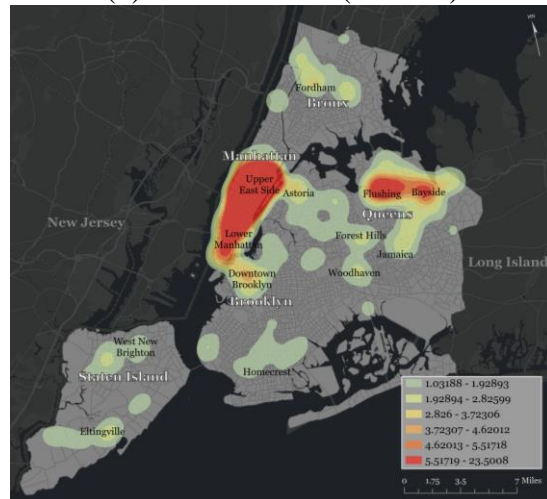 Fordham
Bronx
Manhattan
Upper
East Side
Astoria
Flushing
Bayside
Queens
New Jersey
Lower
Manhattan
Forest Hills
Jamaica
Long Island
Downtown
Brooklyn
Woodhaven
Brooklyn
West New
Brighton
Staten Island
Homecrest
Eltingville
1.03188 - 1.92893
1.92894 - 2.82599
2.826 - 3.72306
3.72307 - 4.62012
4.62013 - 5.51718
5.51719 - 23.5008
0 1.75 3.5 7 Miles